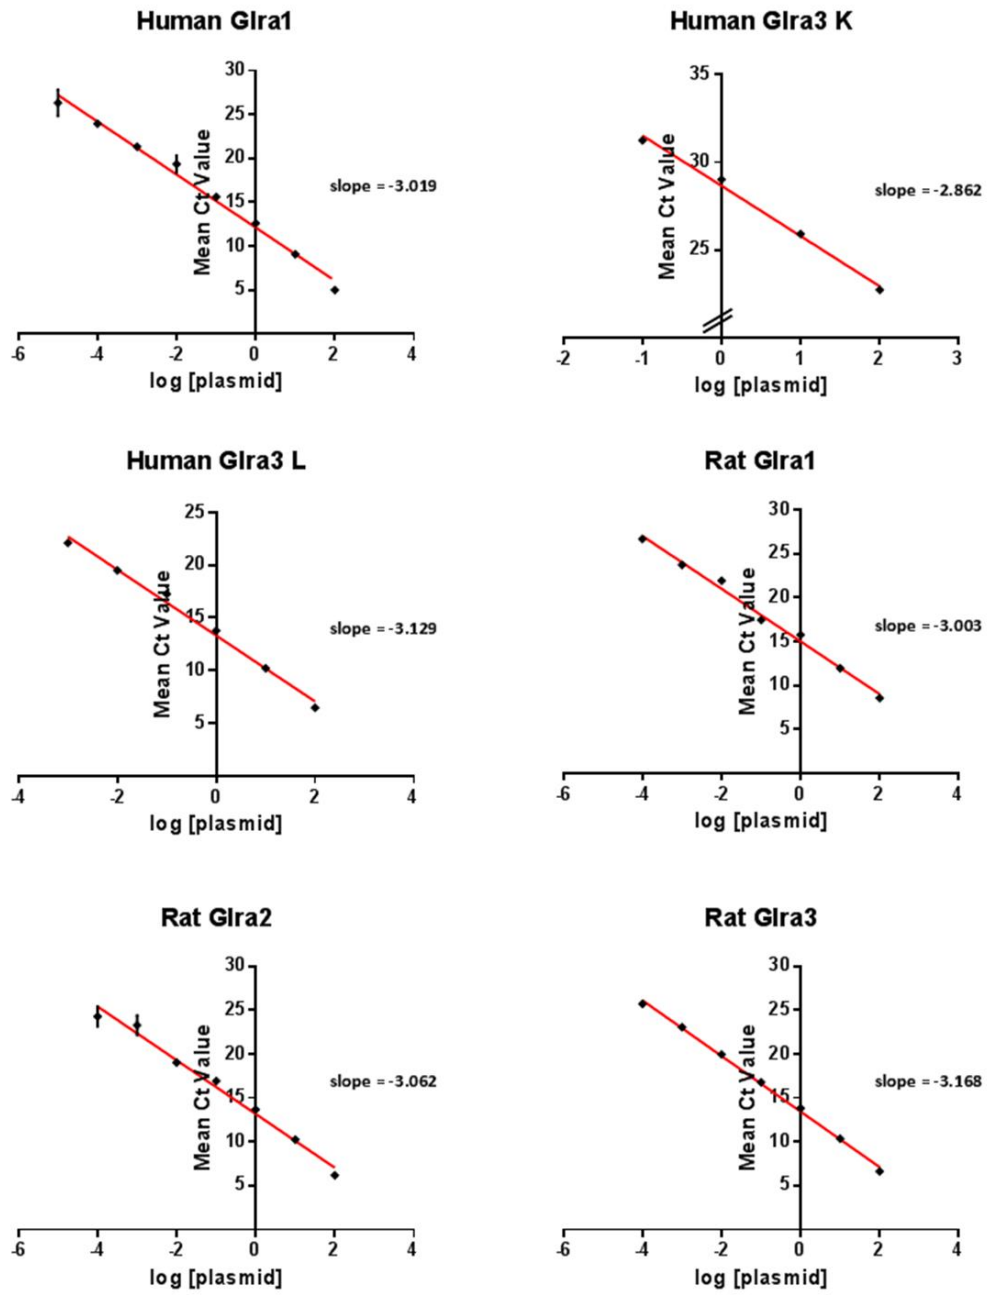 Human Glra1
30
25
20
15
10
5
Mean Ct Value
slope = -3.019
-6 -4 -2 0 2 4
log [plasmid]
Human Glra3 K
35
30
25
Mean Ct Value
slope = -2.862
-2 -1 0 1 2 3
log [plasmid]
Human Glra3 L
25
20
15
10
5
Mean Ct Value
slope = -3.129
-4 -2 0 2 4
log [plasmid]
Rat Glra1
30
25
20
15
10
5
Mean Ct Value
slope = -3.003
-6 -4 -2 0 2 4
log [plasmid]
Rat Glra2
30
25
20
15
10
5
Mean Ct Value
slope = -3.062
-6 -4 -2 0 2 4
log [plasmid]
Rat Glra3
30
25
20
15
10
5
Mean Ct Value
slope = -3.168
-6 -4 -2 0 2 4
log [plasmid]